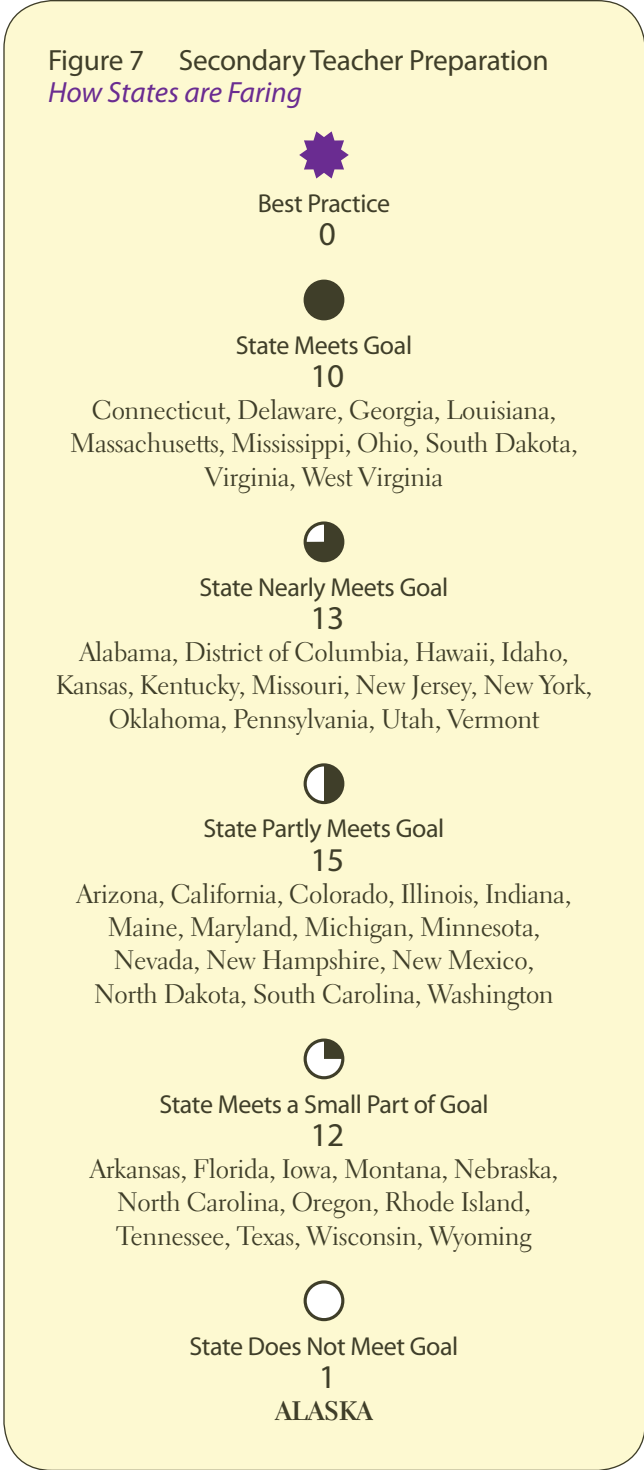 Figure 7 Secondary Teacher Preparation
How States are Faring
Best Practice
0
State Meets Goal
10
Connecticut, Delaware, Georgia, Louisiana,
Massachusetts, Mississippi, Ohio, South Dakota,
Virginia, West Virginia
State Nearly Meets Goal
13
Alabama, District of Columbia, Hawaii, Idaho,
Kansas, Kentucky, Missouri, New Jersey, New York,
Oklahoma, Pennsylvania, Utah, Vermont
State Partly Meets Goal
15
Arizona, California, Colorado, Illinois, Indiana,
Maine, Maryland, Michigan, Minnesota,
Nevada, New Hampshire, New Mexico,
North Dakota, South Carolina, Washington
State Meets a Small Part of Goal
12
Arkansas, Florida, Iowa, Montana, Nebraska,
North Carolina, Oregon, Rhode Island,
Tennessee, Texas, Wisconsin, Wyoming
State Does Not Meet Goal
1
ALASKA